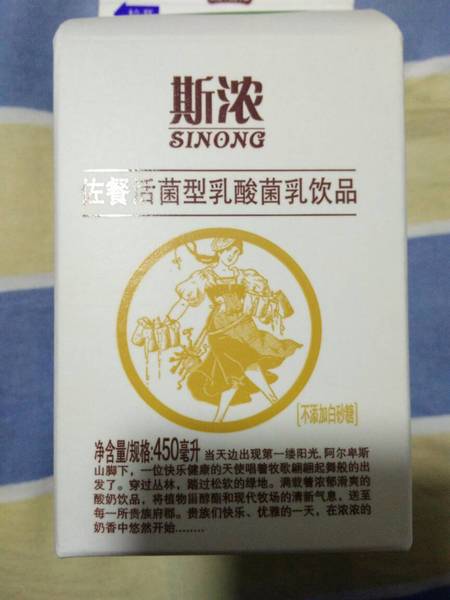 斯浓
SINONG
佐餐 活菌型乳酸菌乳饮品
[不添加白砂糖]
净含量/规格:450毫升 当天边出现第一缕阳光,阿尔卑斯
山脚下,一位快乐健康的天使唱着牧歌翩翩起舞般的出
发了。穿过丛林,踏过松软的绿地。满载着浓郁滑爽的
酸奶饮品,将植物甾醇酯和现代牧场的清新气息,送至
每一所贵族府郡。贵族们快乐、优雅的一天,在浓浓的
奶香中悠然开始........